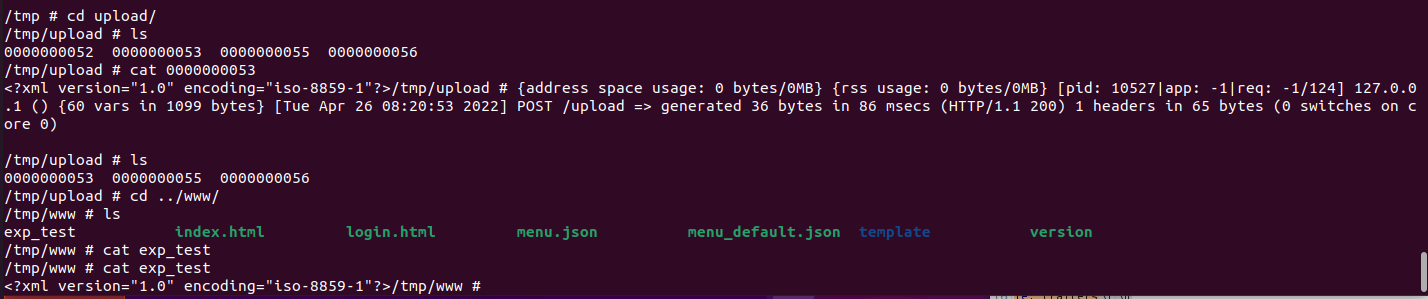 /tmp # cd upload/
/tmp/upload # ls
0000000052  0000000053  0000000055  0000000056
/tmp/upload # cat 0000000053
<?xml version="1.0" encoding="iso-8859-1"?>/tmp/upload # {address space usage: 0 bytes/0MB} {rss usage: 0 bytes/0MB} [pid: 10527|app: -1|req: -1/124] 127.0.0
.1 () {60 vars in 1099 bytes} [Tue Apr 26 08:20:53 2022] POST /upload => generated 36 bytes in 86 msecs (HTTP/1.1 200) 1 headers in 65 bytes (0 switches on c
ore 0)
/tmp/upload # ls
0000000053  0000000055  0000000056
/tmp/upload # cd ../www/
/tmp/www # ls
exp_test  index.html  login.html  menu.json  menu_default.json  template  version
/tmp/www # cat exp_test
/tmp/www # cat exp_test
<?xml version="1.0" encoding="iso-8859-1"?>/tmp/www #